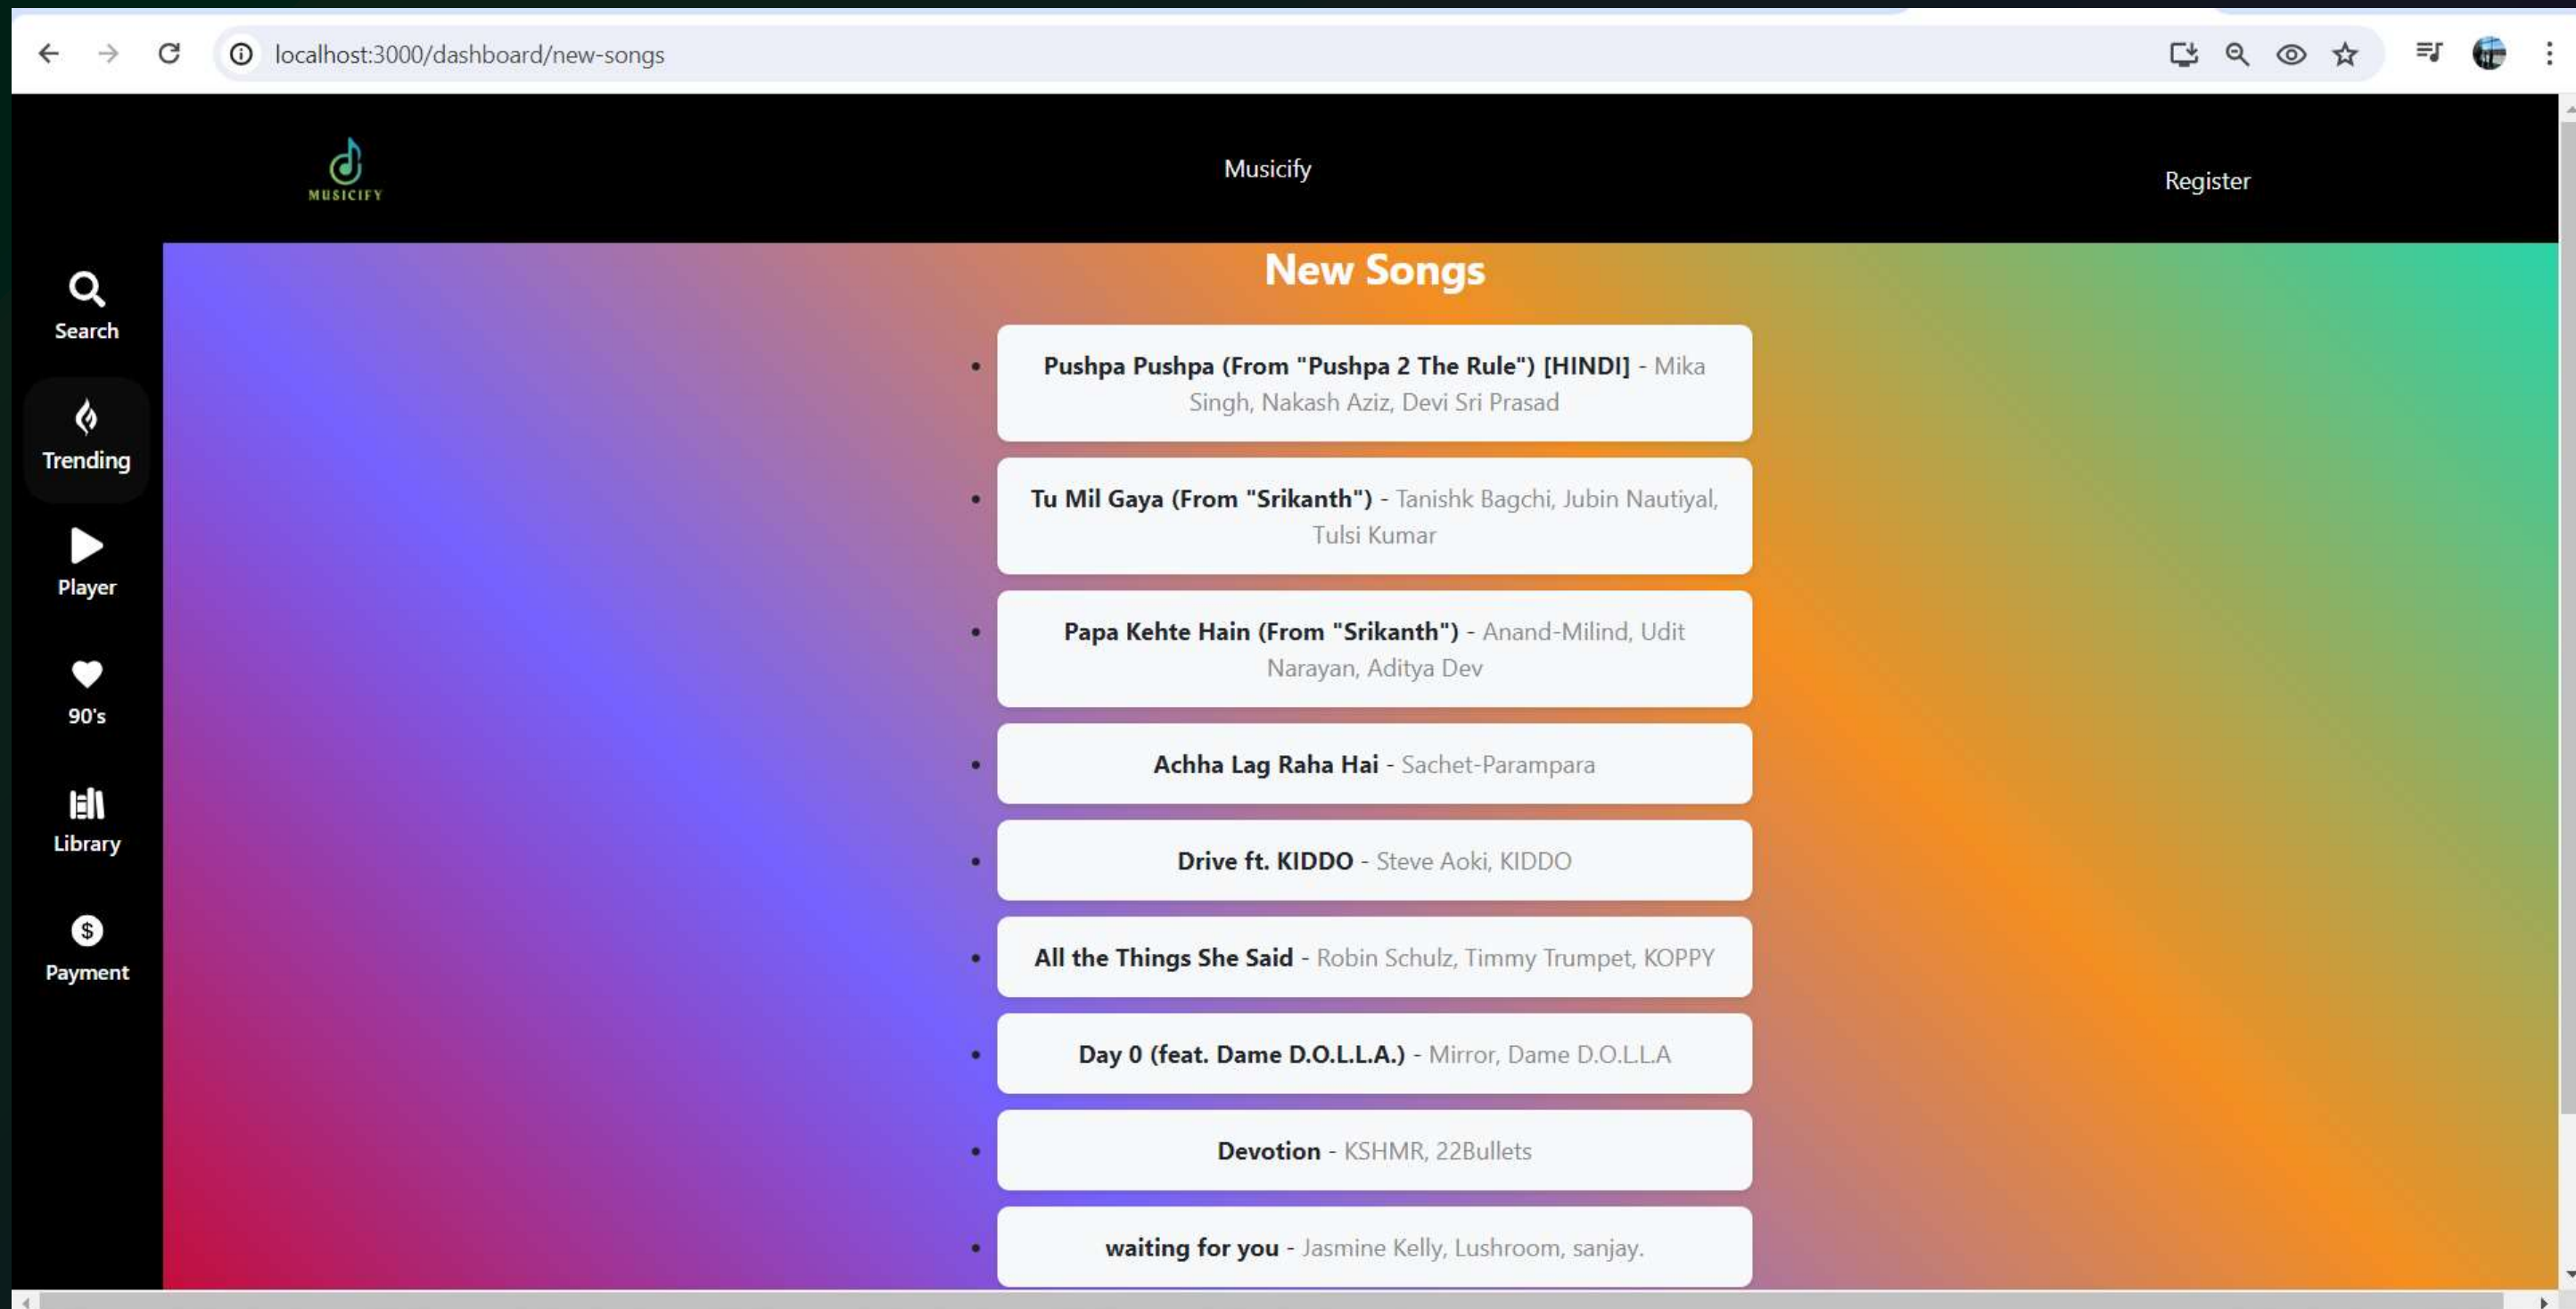 localhost:3000/dashboard/new-songs
MUSICIFY
Musicify
Register
Search
Trending
Player
90's
Library
$
Payment
New Songs
• Pushpa Pushpa (From "Pushpa 2 The Rule") [HINDI] - Mika
Singh, Nakash Aziz, Devi Sri Prasad
• Tu Mil Gaya (From "Srikanth") - Tanishk Bagchi, Jubin Nautiyal,
Tulsi Kumar
• Papa Kehte Hain (From "Srikanth") - Anand-Milind, Udit
Narayan, Aditya Dev
• Achha Lag Raha Hai - Sachet-Parampara
• Drive ft. KIDDO - Steve Aoki, KIDDO
• All the Things She Said - Robin Schulz, Timmy Trumpet, KOPPY
• Day 0 (feat. Dame D.O.L.L.A.) - Mirror, Dame D.O.L.L.A
• Devotion - KSHMR, 22Bullets
• waiting for you - Jasmine Kelly, Lushroom, sanjay.